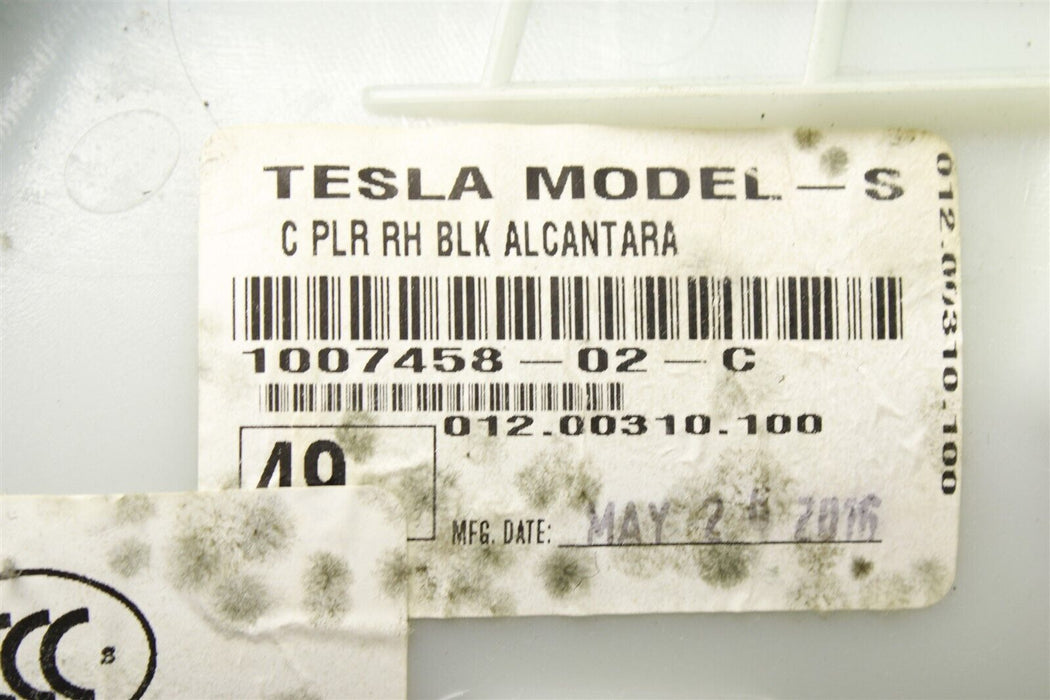 TESLA MODEL-S
C PLR RH BLK ALCANTARA
1007458-02-C
012.00310.100
49
MFG. DATE: MAY 2 2016
012.00310.100
CCC
S